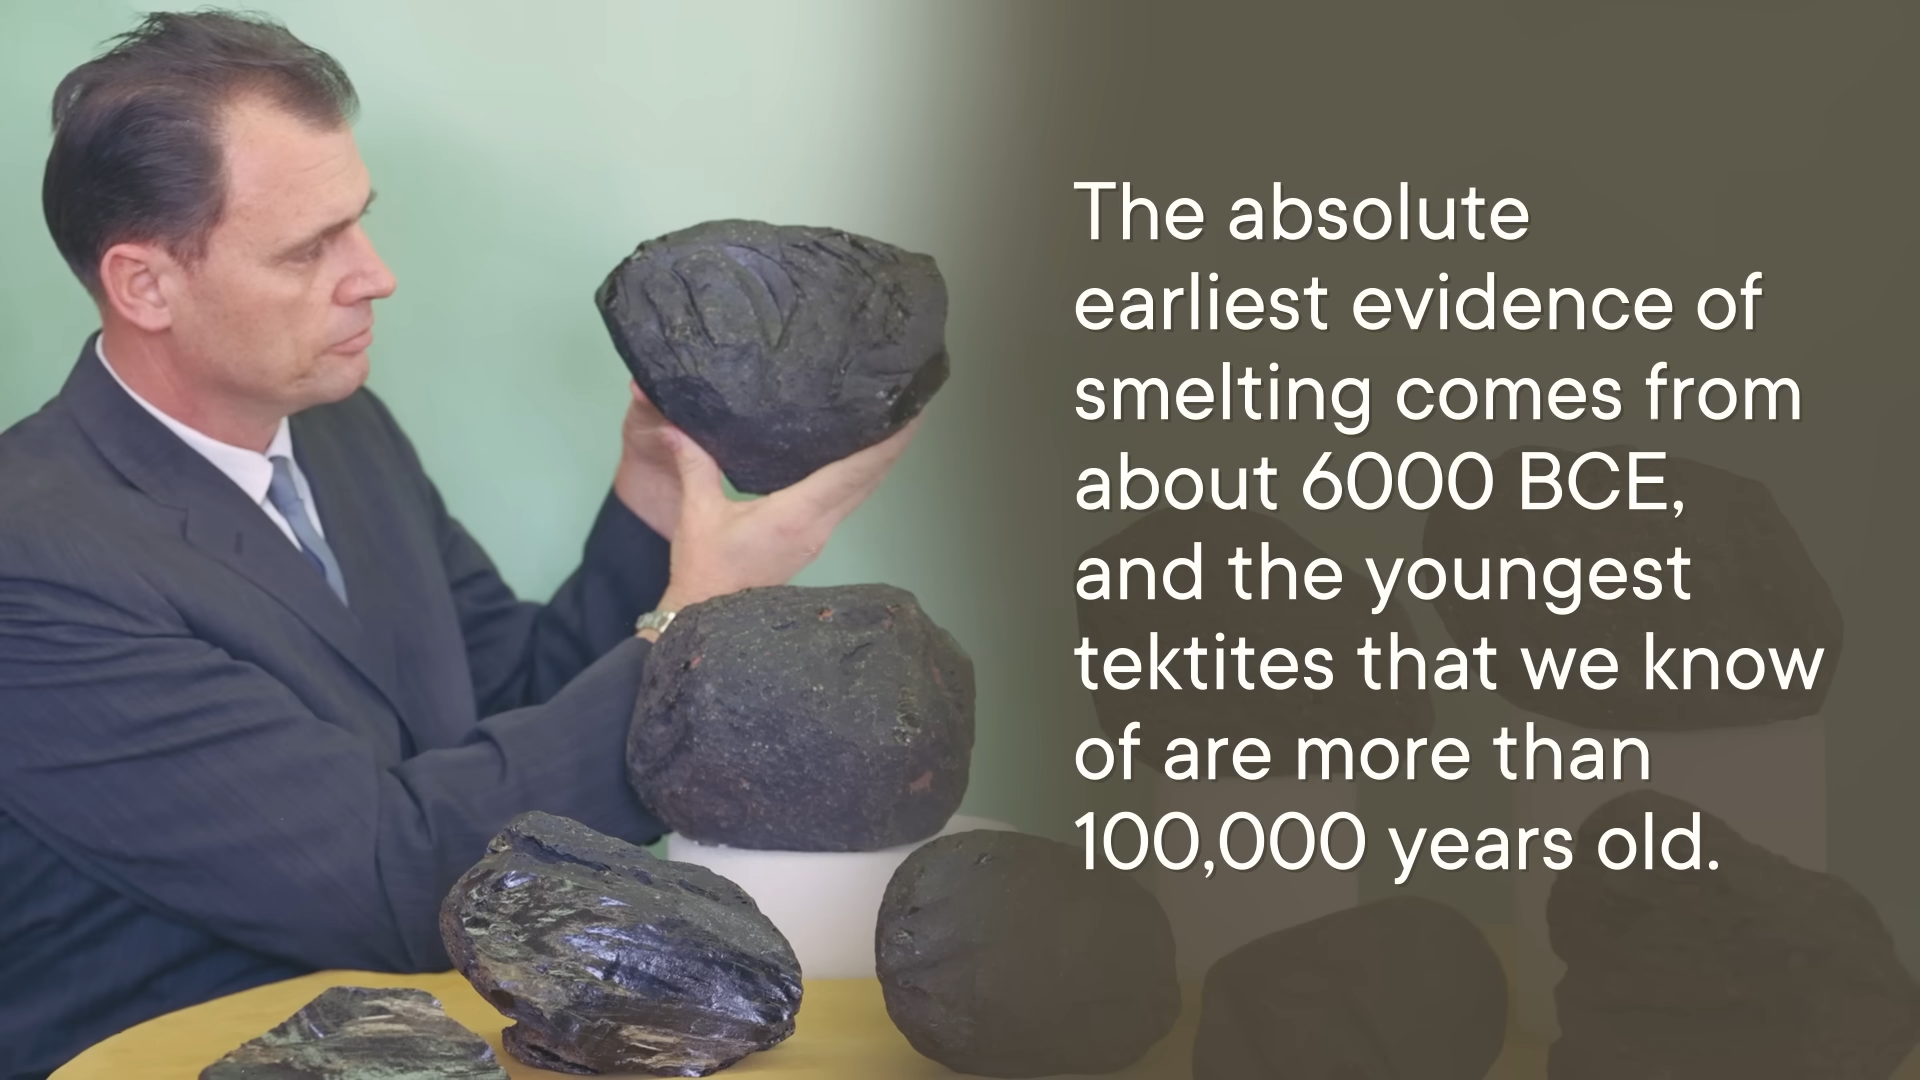 The absolute
earliest evidence of
smelting comes from
about 6000 BCE,
and the youngest
tektites that we know
of are more than
100,000 years old.